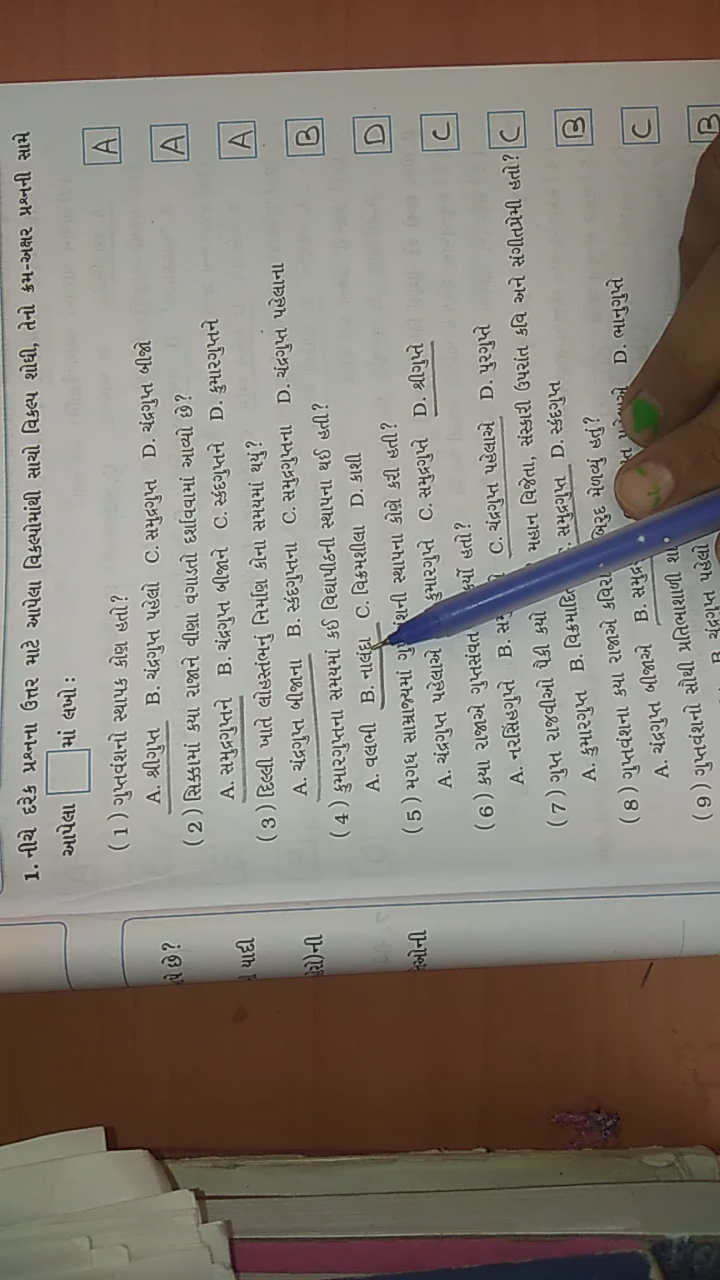 1. નીચે દરેક પ્રશ્નના ઉત્તર માટે આપેલા વિકલ્પોમાંથી સાચો વિકલ્પ શોધી, તેનો ક્રમ-અક્ષર પ્રશ્નની સામે
આપેલા માં લખો :
(1) ગુપ્તવંશનો સ્થાપક કોણ હતો? A
A. શ્રીગુપ્ત B. ચંદ્રગુપ્ત પહેલો C. સમુદ્રગુપ્ત D. ચંદ્રગુપ્ત બીજો
(2) સિક્કામાં કયા રાજાને વીણા વગાડતો દર્શાવવામાં આવ્યો છે? A
A. સમુદ્રગુપ્તને B. ચંદ્રગુપ્ત બીજાને C. સ્કંદગુપ્તને D. કુમારગુપ્તને
(3) દિલ્લી ખાતે લોહસ્તંભનું નિર્માણ કોના સમયમાં થયું? A
A. ચંદ્રગુપ્ત બીજાના B. સ્કંદગુપ્તના C. સમુદ્રગુપ્તના D. ચંદ્રગુપ્ત પહેલાના
(4) કુમારગુપ્તના સમયમાં કઈ વિદ્યાપીઠની સ્થાપના થઈ હતી? B
A. વલભી B. નાલંદા C. વિક્રમશીલા D. કાશી
(5) મગધ સામ્રાજ્યમાં સ્થાપના કોણે કરી હતી? D
A. ચંદ્રગુપ્ત પહેલાએ કુમારગુપ્તે C. સમુદ્રગુપ્તે D. શ્રીગુપ્તે
(6) કયા રાજાએ ગુપ્તસંવત કર્યો હતો? C
A. નરસિંહગુપ્તે B. C. ચંદ્રગુપ્ત પહેલાએ D. પુરગુપ્તે
(7) ગુપ્ત રાજવીઓ પૈકી કયો મહાન વિજેતા, સંસ્કારી ઉપરાંત કવિ અને સંગીતપ્રેમી હતો? C
A. કુમારગુપ્ત B. સમુદ્રગુપ્ત D. સ્કંદગુપ્ત
B
(8) ગુપ્તવંશના કયા રાજાએ બિરુદ મેળવ્યું હતું?
A. ચંદ્રગુપ્ત બીજાએ B. D. ભાનુગુપ્તે
C
(9) ગુપ્તવંશનો સૌથી પ્રતિભાશાળી
B. ચંદ્રગુપ્ત પહેલો
B
છે?
યાદી